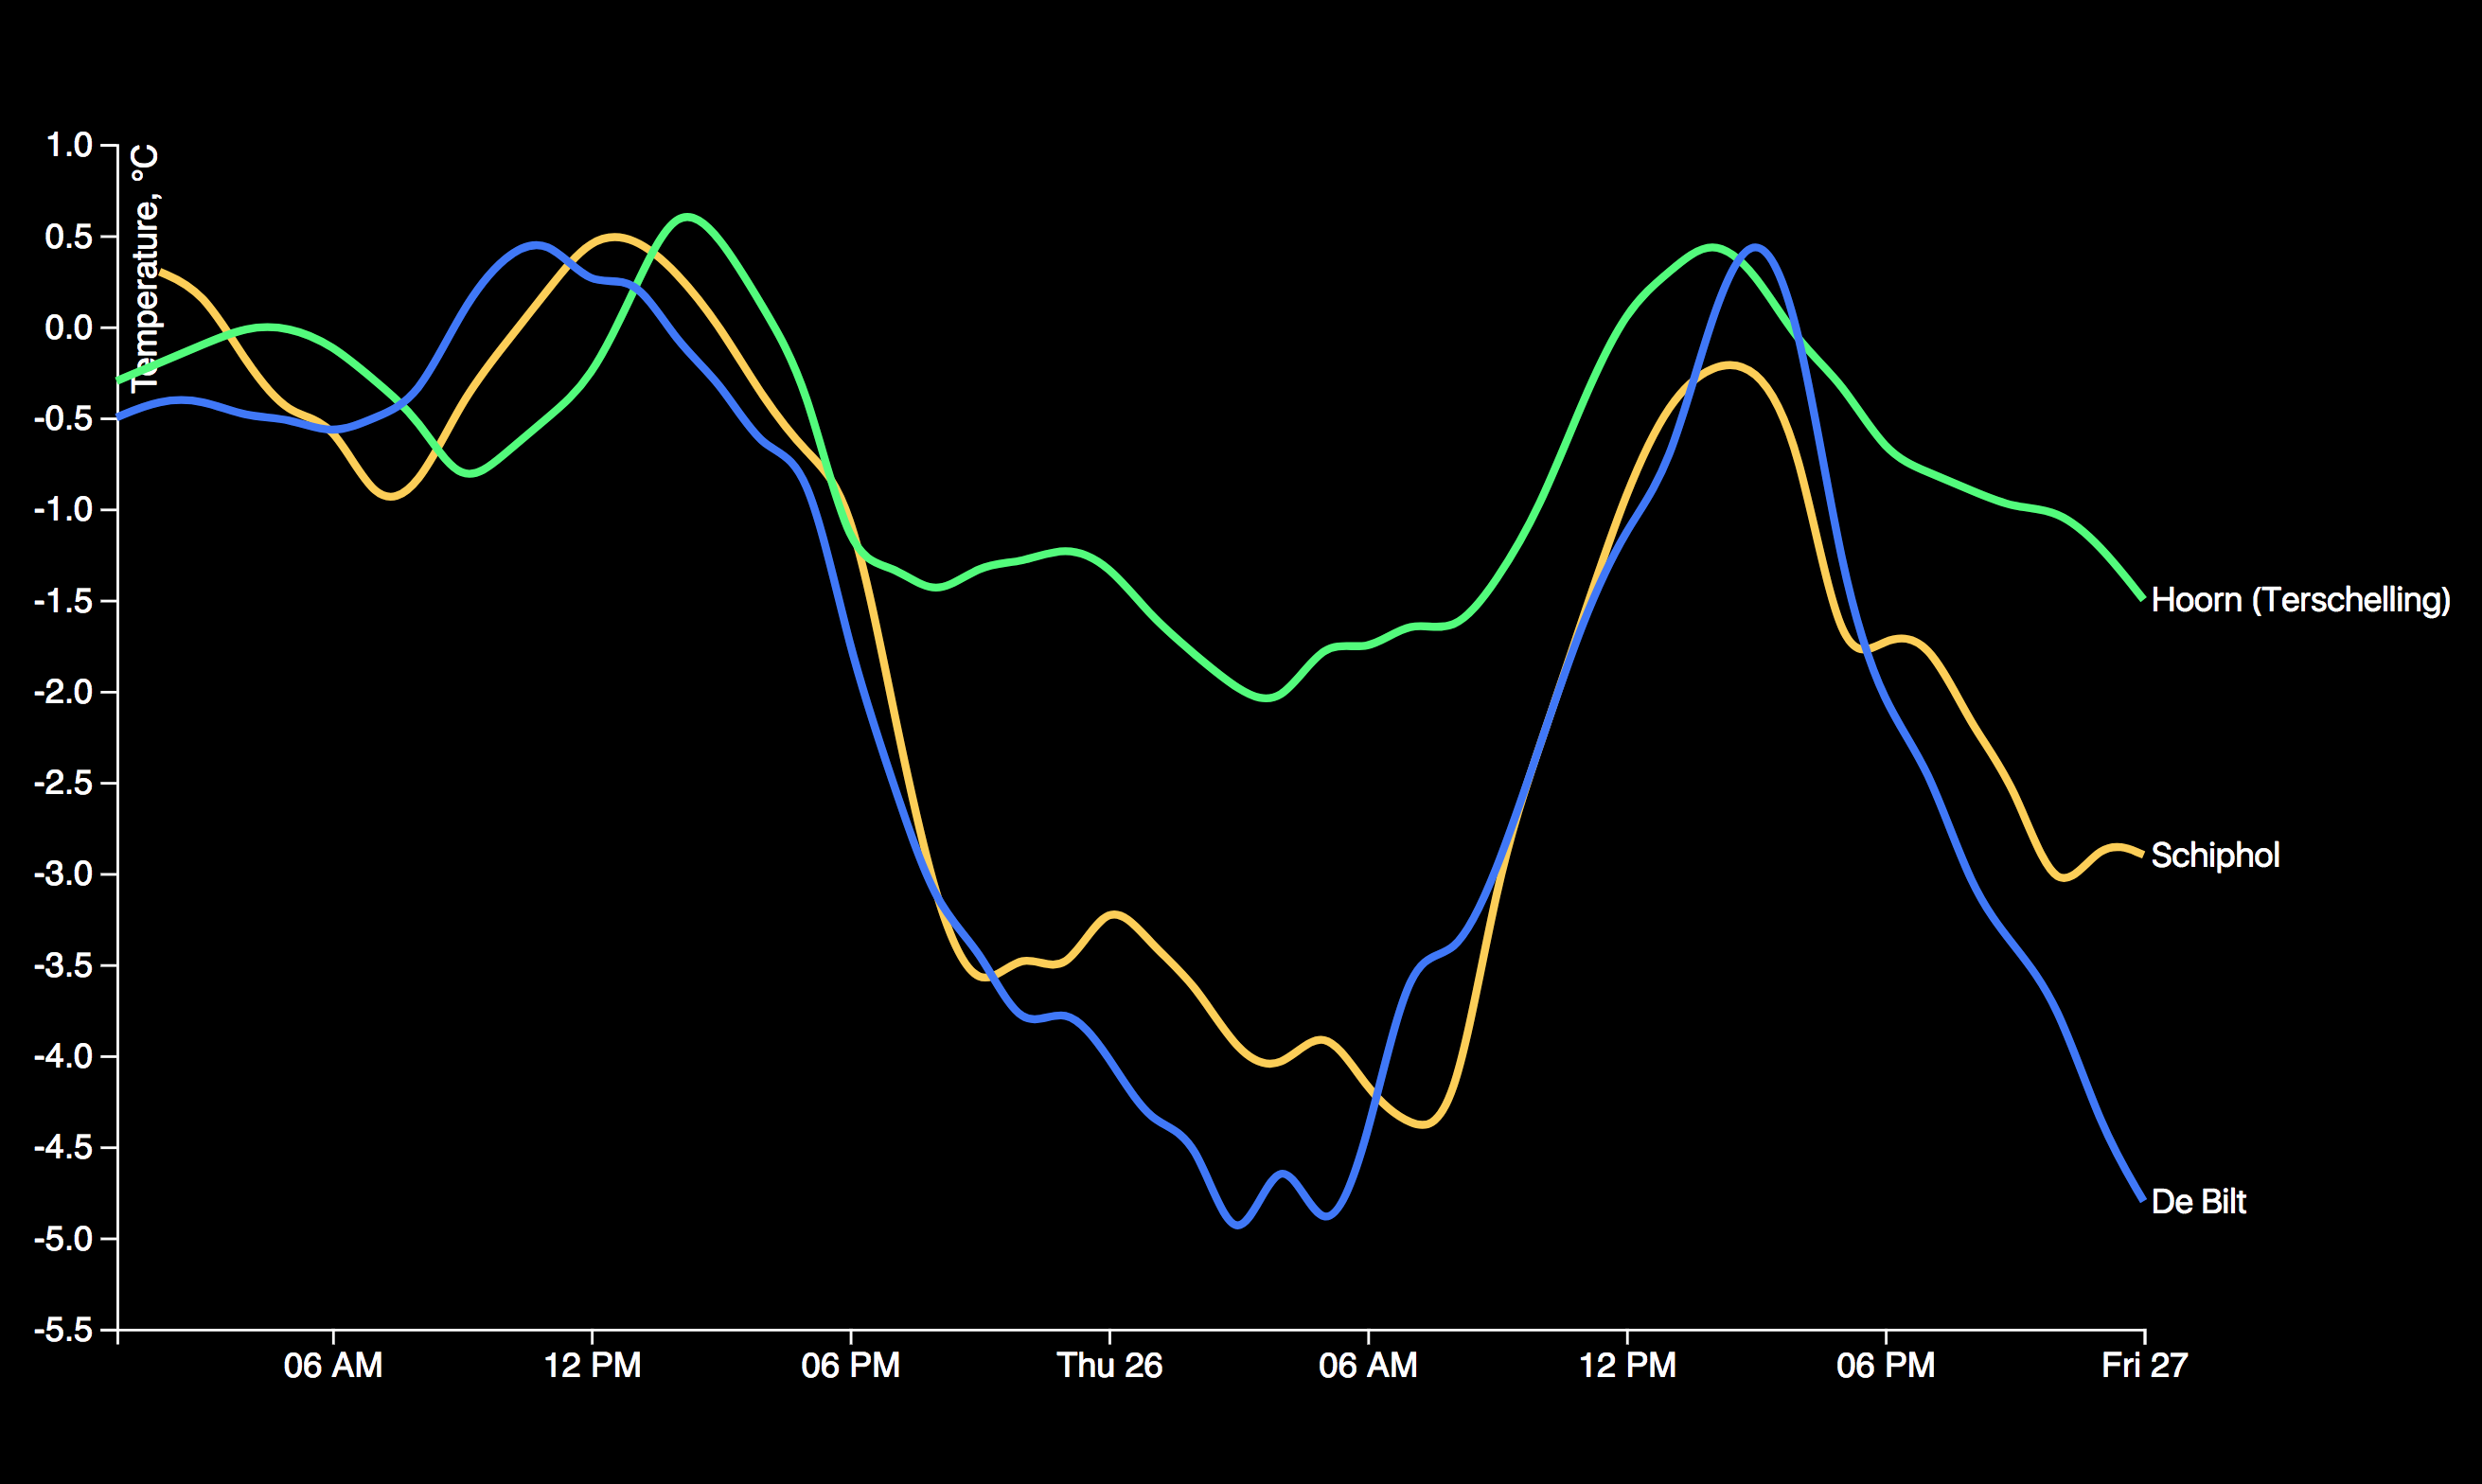 Temperature, °C
1.0
0.5
0.0
-0.5
-1.0
-1.5
-2.0
-2.5
-3.0
-3.5
-4.0
-4.5
-5.0
-5.5
Hoorn (Terschelling)
Schiphol
De Bilt
06 AM 12 PM 06 PM Thu 26 06 AM 12 PM 06 PM Fri 27